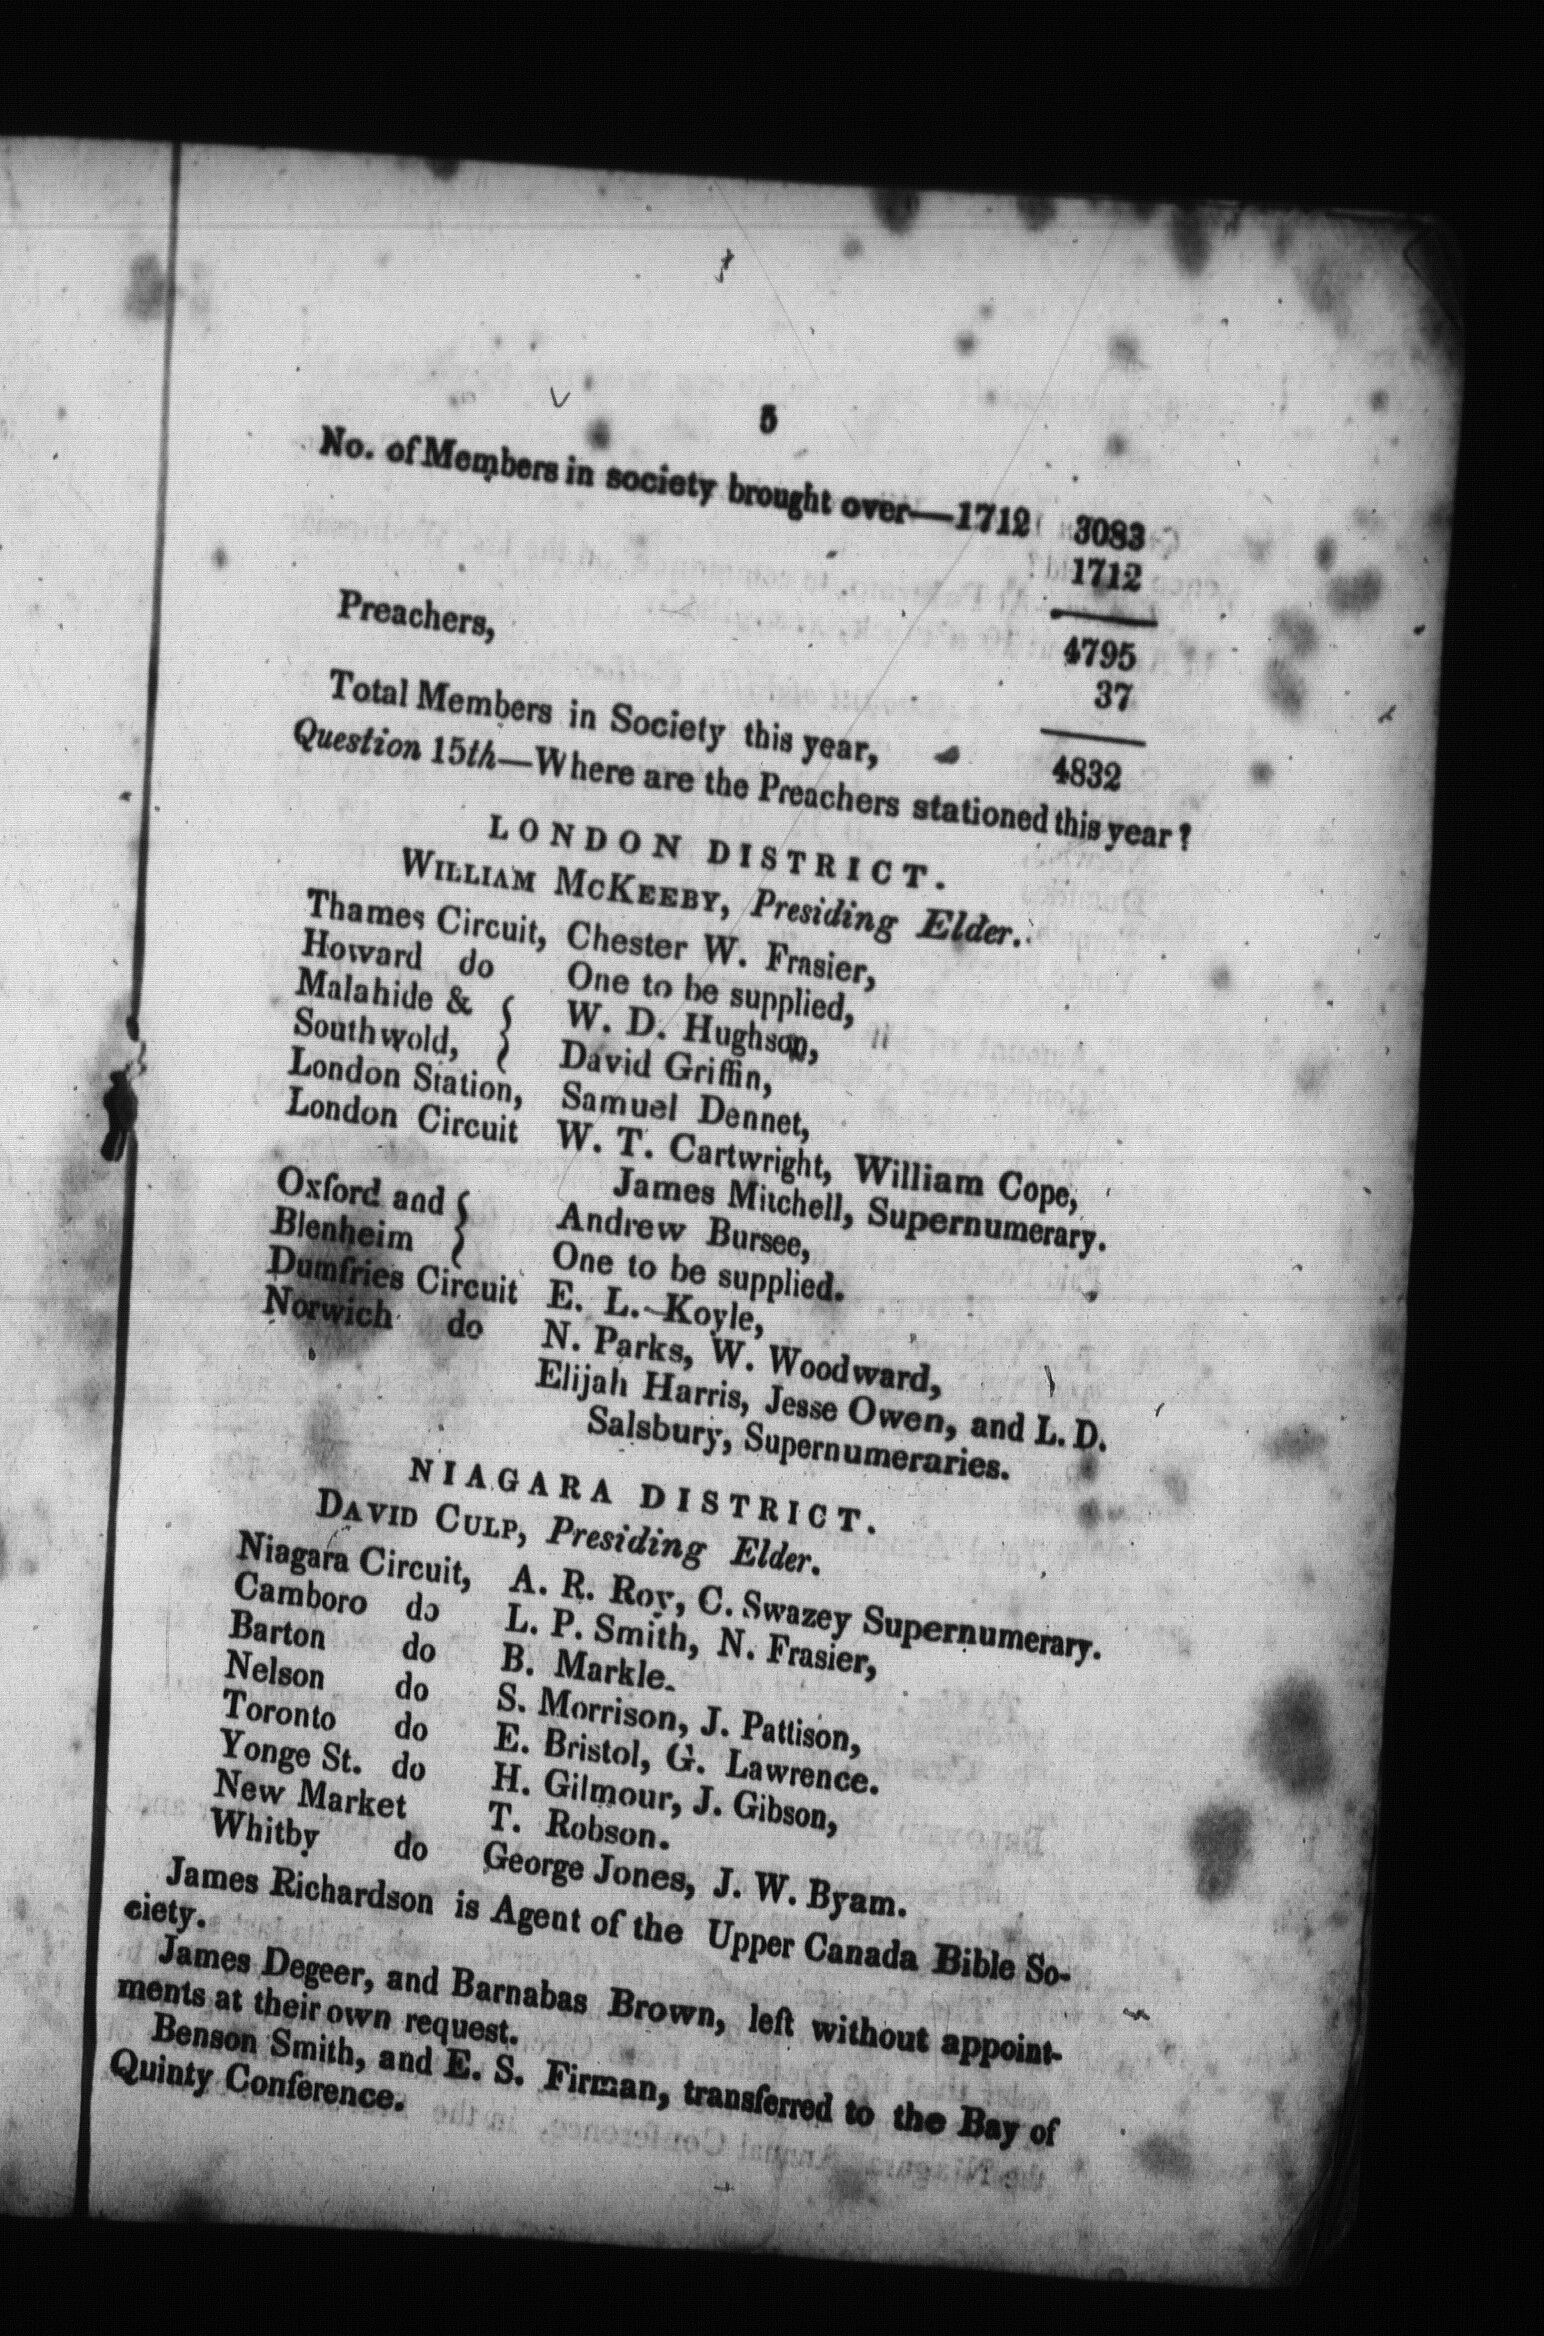 5
No. of Members in society brought over—1712 3083
1712
4795
Preachers, 37
Total Members in Society this year, 4832
Question 15th—Where are the Preachers stationed this year?
LONDON DISTRICT.
WILLIAM McKEEBY, Presiding Elder.
Thames Circuit, Chester W. Frasier,
Howard do One to be supplied,
Malahide & } W. D. Hughson,
Southwold, } David Griffin,
London Station, Samuel Dennet,
London Circuit W. T. Cartwright, William Cope,
James Mitchell, Supernumerary.
Oxford and } Andrew Bursee,
Blenheim } One to be supplied.
Dumfries Circuit E. L. Koyle,
Norwich do N. Parks, W. Woodward,
Elijah Harris, Jesse Owen, and L. D.
Salsbury, Supernumeraries.
NIAGARA DISTRICT.
DAVID CULP, Presiding Elder.
Niagara Circuit, A. R. Roy, C. Swazey Supernumerary.
Camboro do L. P. Smith, N. Frasier,
Barton do B. Markle.
Nelson do S. Morrison, J. Pattison,
Toronto do E. Bristol, G. Lawrence.
Yonge St. do H. Gilmour, J. Gibson,
New Market T. Robson.
Whitby do George Jones, J. W. Byam.
James Richardson is Agent of the Upper Canada Bible So-
ciety.
James Degeer, and Barnabas Brown, left without appoint-
ments at their own request.
Benson Smith, and E. S. Firman, transferred to the Bay of
Quinty Conference.